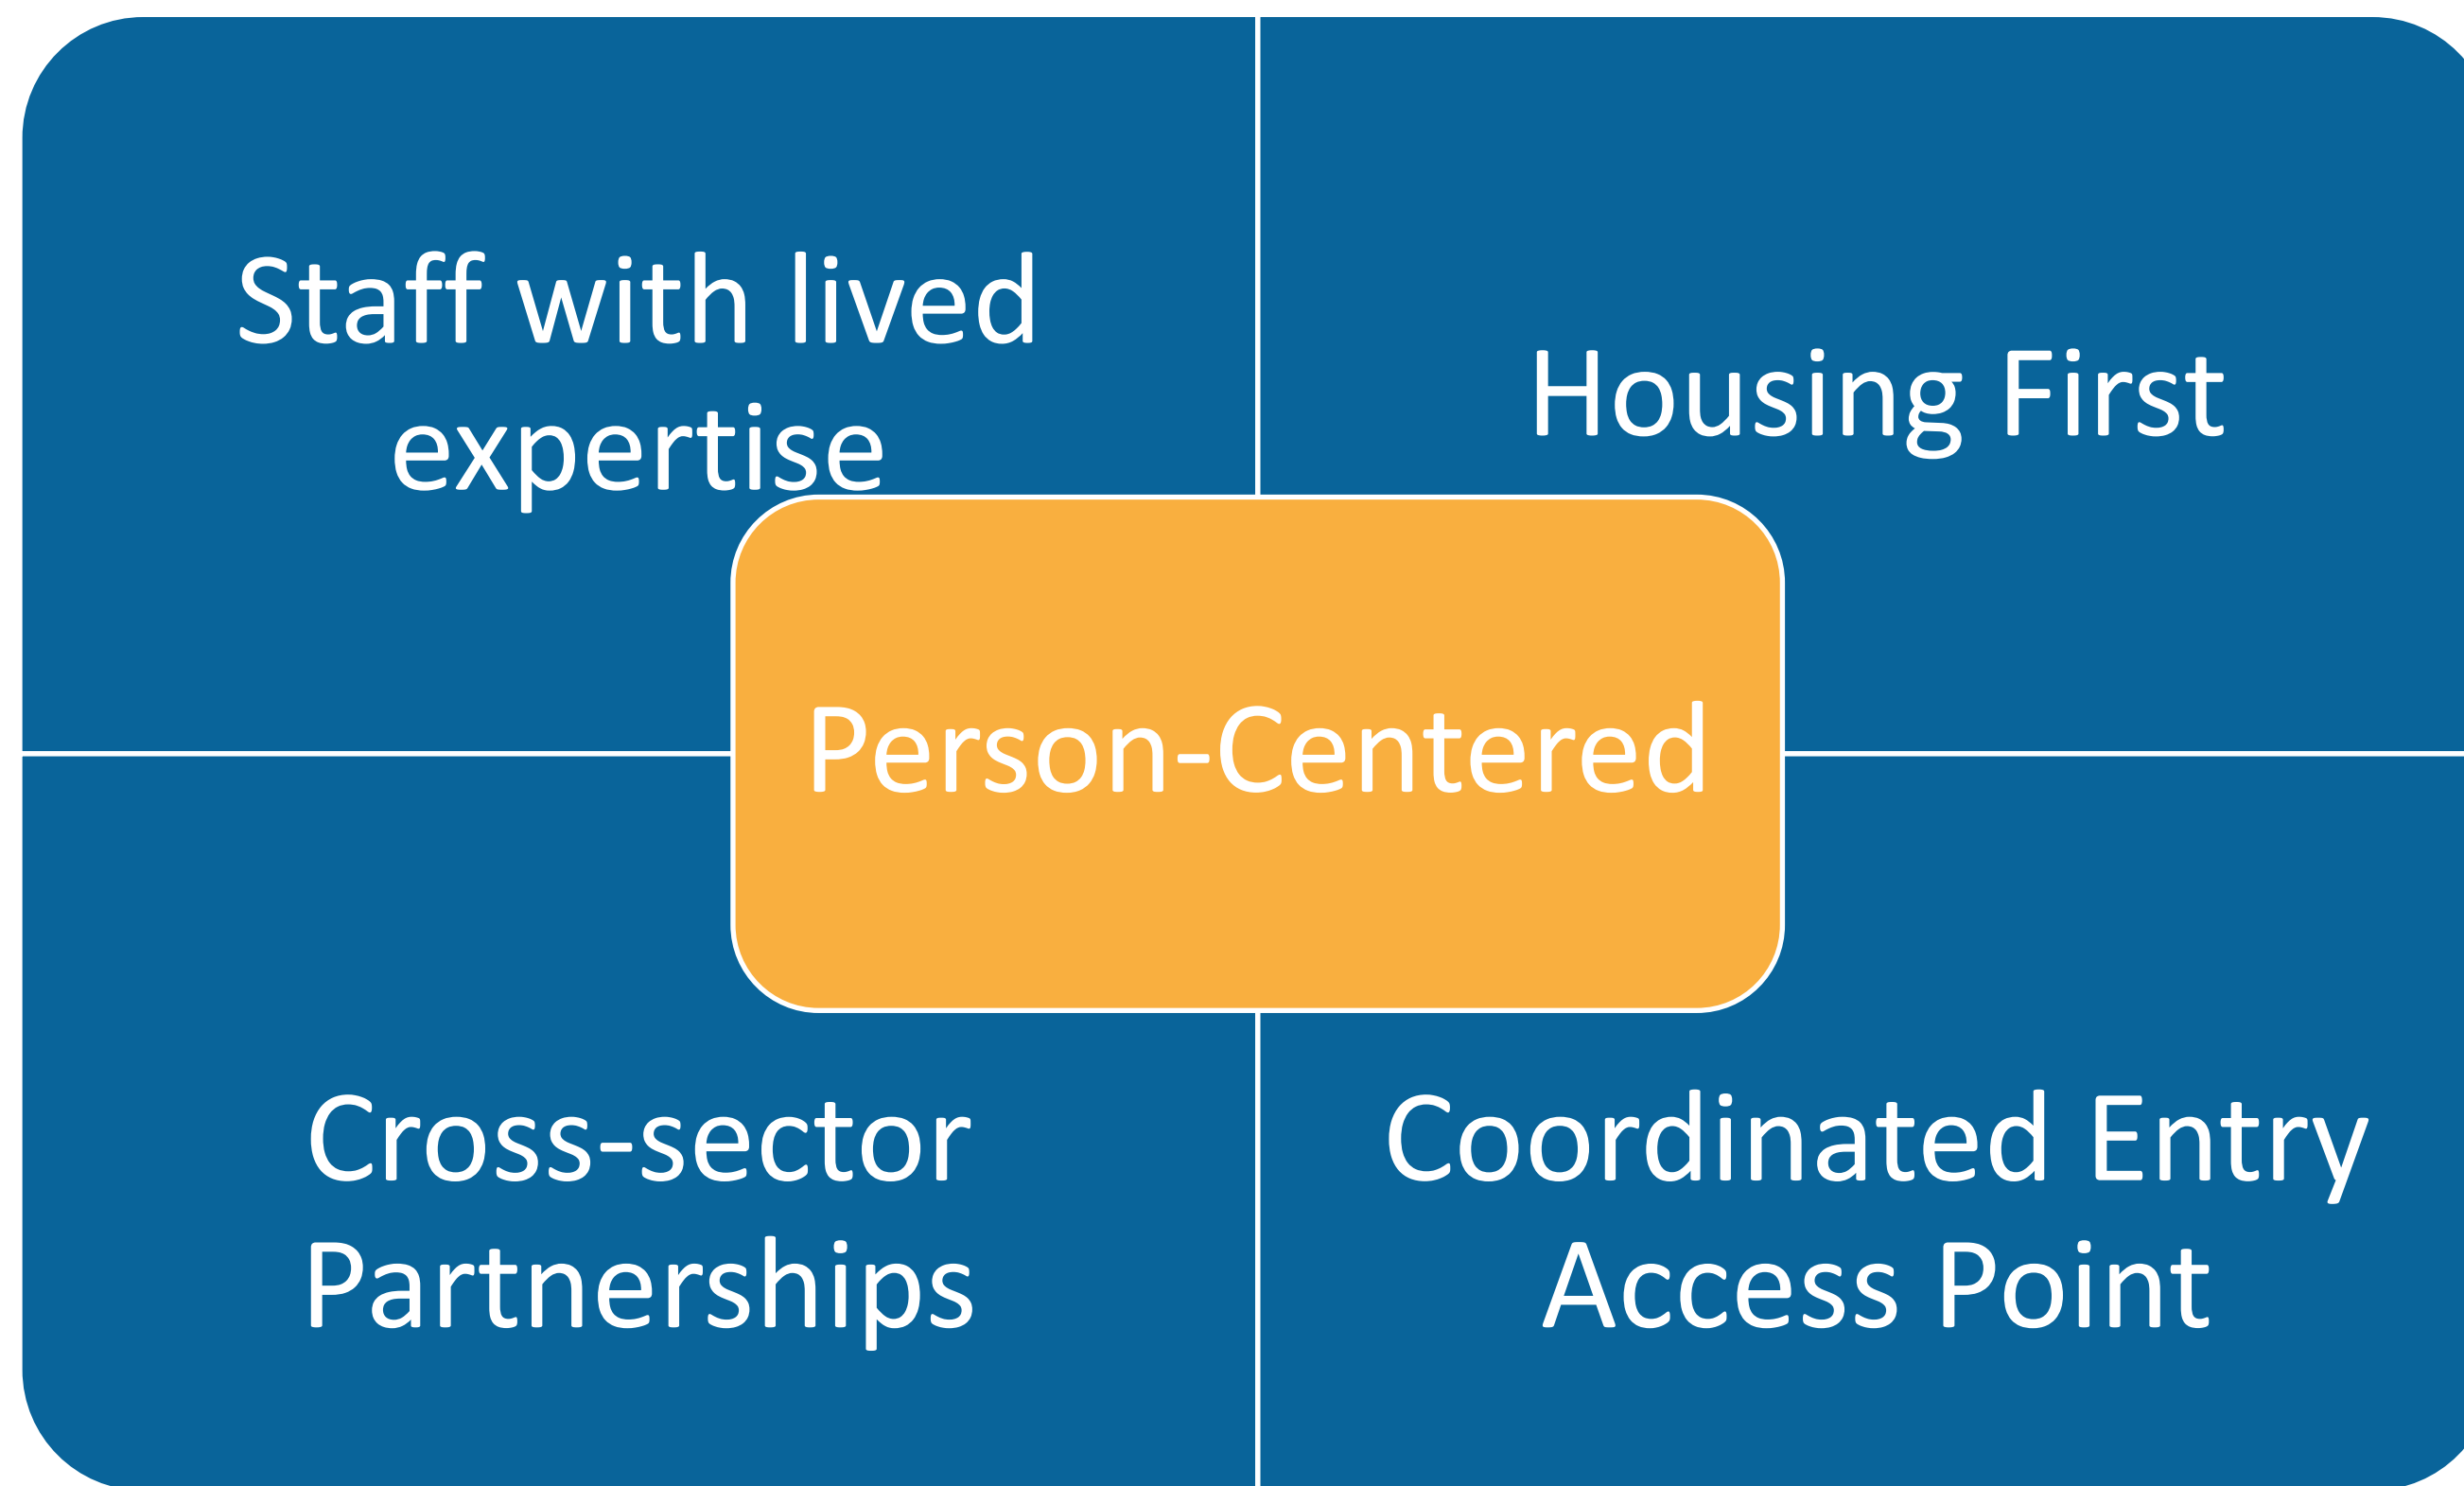 Staff with lived
expertise
Housing First
Person-Centered
Cross-sector
Partnerships
Coordinated Entry
Access Point